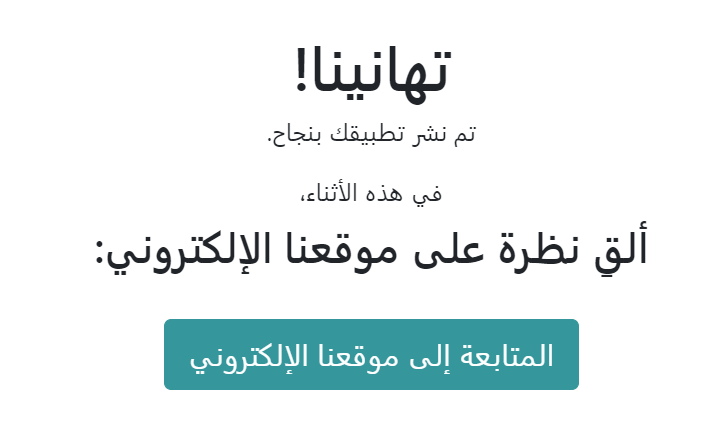 تهانينا!
تم نشر تطبيقك بنجاح.
في هذه الأثناء،
ألقِ نظرة على موقعنا الإلكتروني:
المتابعة إلى موقعنا الإلكتروني